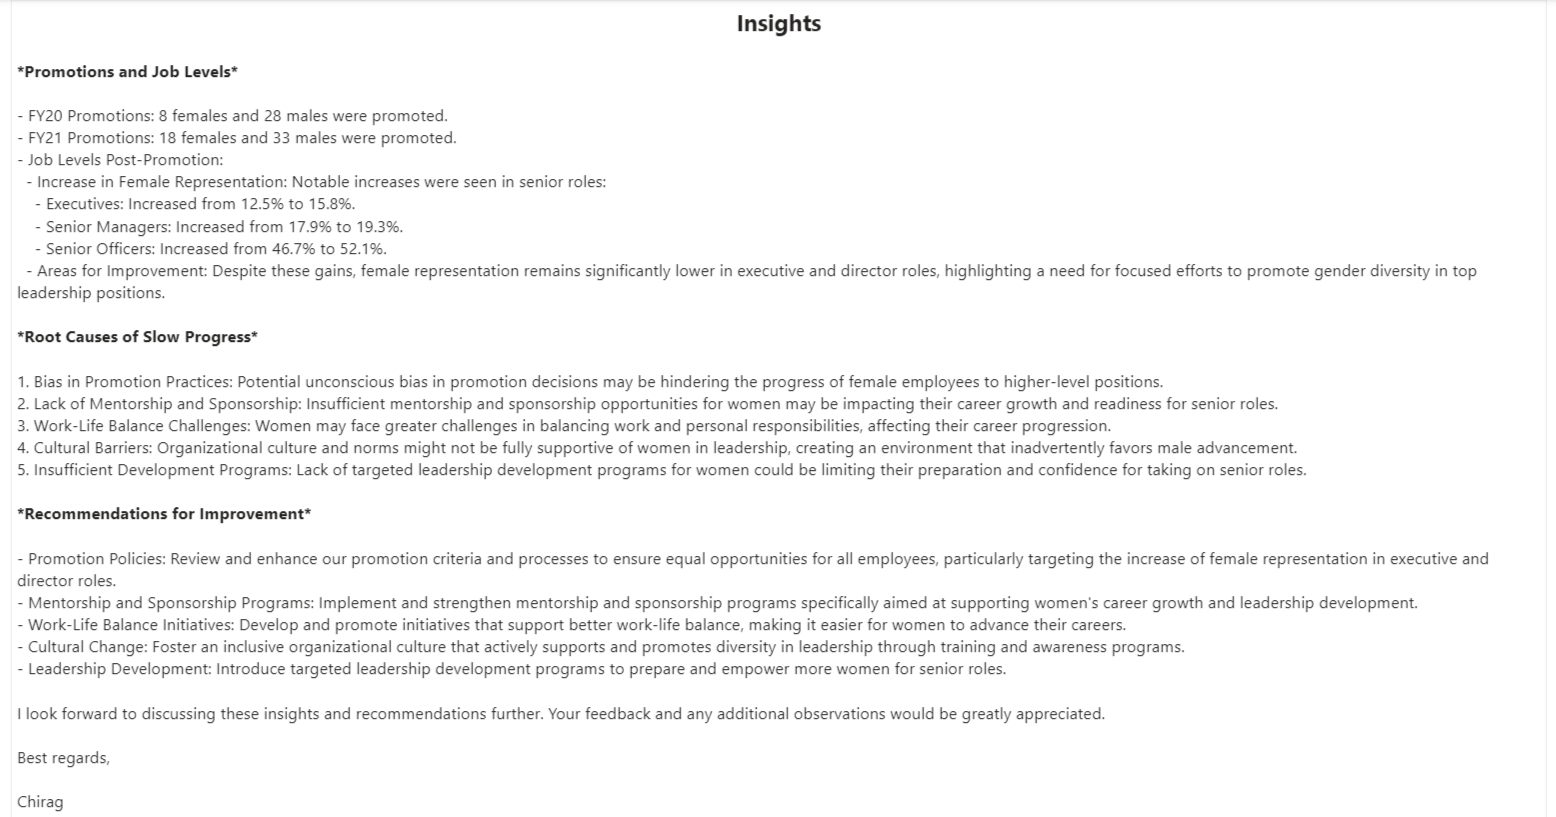 Insights
*Promotions and Job Levels*
- FY20 Promotions: 8 females and 28 males were promoted.
- FY21 Promotions: 18 females and 33 males were promoted.
- Job Levels Post-Promotion:
- Increase in Female Representation: Notable increases were seen in senior roles:
- Executives: Increased from 12.5% to 15.8%.
- Senior Managers: Increased from 17.9% to 19.3%.
- Senior Officers: Increased from 46.7% to 52.1%.
- Areas for Improvement: Despite these gains, female representation remains significantly lower in executive and director roles, highlighting a need for focused efforts to promote gender diversity in top
leadership positions.
*Root Causes of Slow Progress*
1. Bias in Promotion Practices: Potential unconscious bias in promotion decisions may be hindering the progress of female employees to higher-level positions.
2. Lack of Mentorship and Sponsorship: Insufficient mentorship and sponsorship opportunities for women may be impacting their career growth and readiness for senior roles.
3. Work-Life Balance Challenges: Women may face greater challenges in balancing work and personal responsibilities, affecting their career progression.
4. Cultural Barriers: Organizational culture and norms might not be fully supportive of women in leadership, creating an environment that inadvertently favors male advancement.
5. Insufficient Development Programs: Lack of targeted leadership development programs for women could be limiting their preparation and confidence for taking on senior roles.
*Recommendations for Improvement*
- Promotion Policies: Review and enhance our promotion criteria and processes to ensure equal opportunities for all employees, particularly targeting the increase of female representation in executive and
director roles.
- Mentorship and Sponsorship Programs: Implement and strengthen mentorship and sponsorship programs specifically aimed at supporting women's career growth and leadership development.
- Work-Life Balance Initiatives: Develop and promote initiatives that support better work-life balance, making it easier for women to advance their careers.
- Cultural Change: Foster an inclusive organizational culture that actively supports and promotes diversity in leadership through training and awareness programs.
- Leadership Development: Introduce targeted leadership development programs to prepare and empower more women for senior roles.
I look forward to discussing these insights and recommendations further. Your feedback and any additional observations would be greatly appreciated.
Best regards,
Chirag